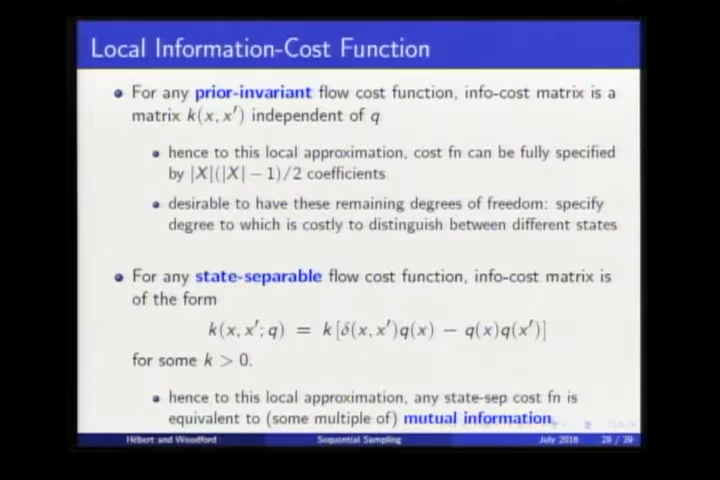 Local Information-Cost Function
For any prior-invariant flow cost function, info-cost matrix is a
matrix k(x, x′) independent of q
hence to this local approximation, cost fn can be fully specified
by |X|(|X| − 1)/2 coefficients
desirable to have these remaining degrees of freedom: specify
degree to which is costly to distinguish between different states
For any state-separable flow cost function, info-cost matrix is
of the form
k(x, x′; q) = k [δ(x, x′)q(x) − q(x)q(x′)]
for some k > 0.
hence to this local approximation, any state-sep cost fn is
equivalent to (some multiple of) mutual information
Hébert and Woodford Sequential Sampling July 2016 28 / 39